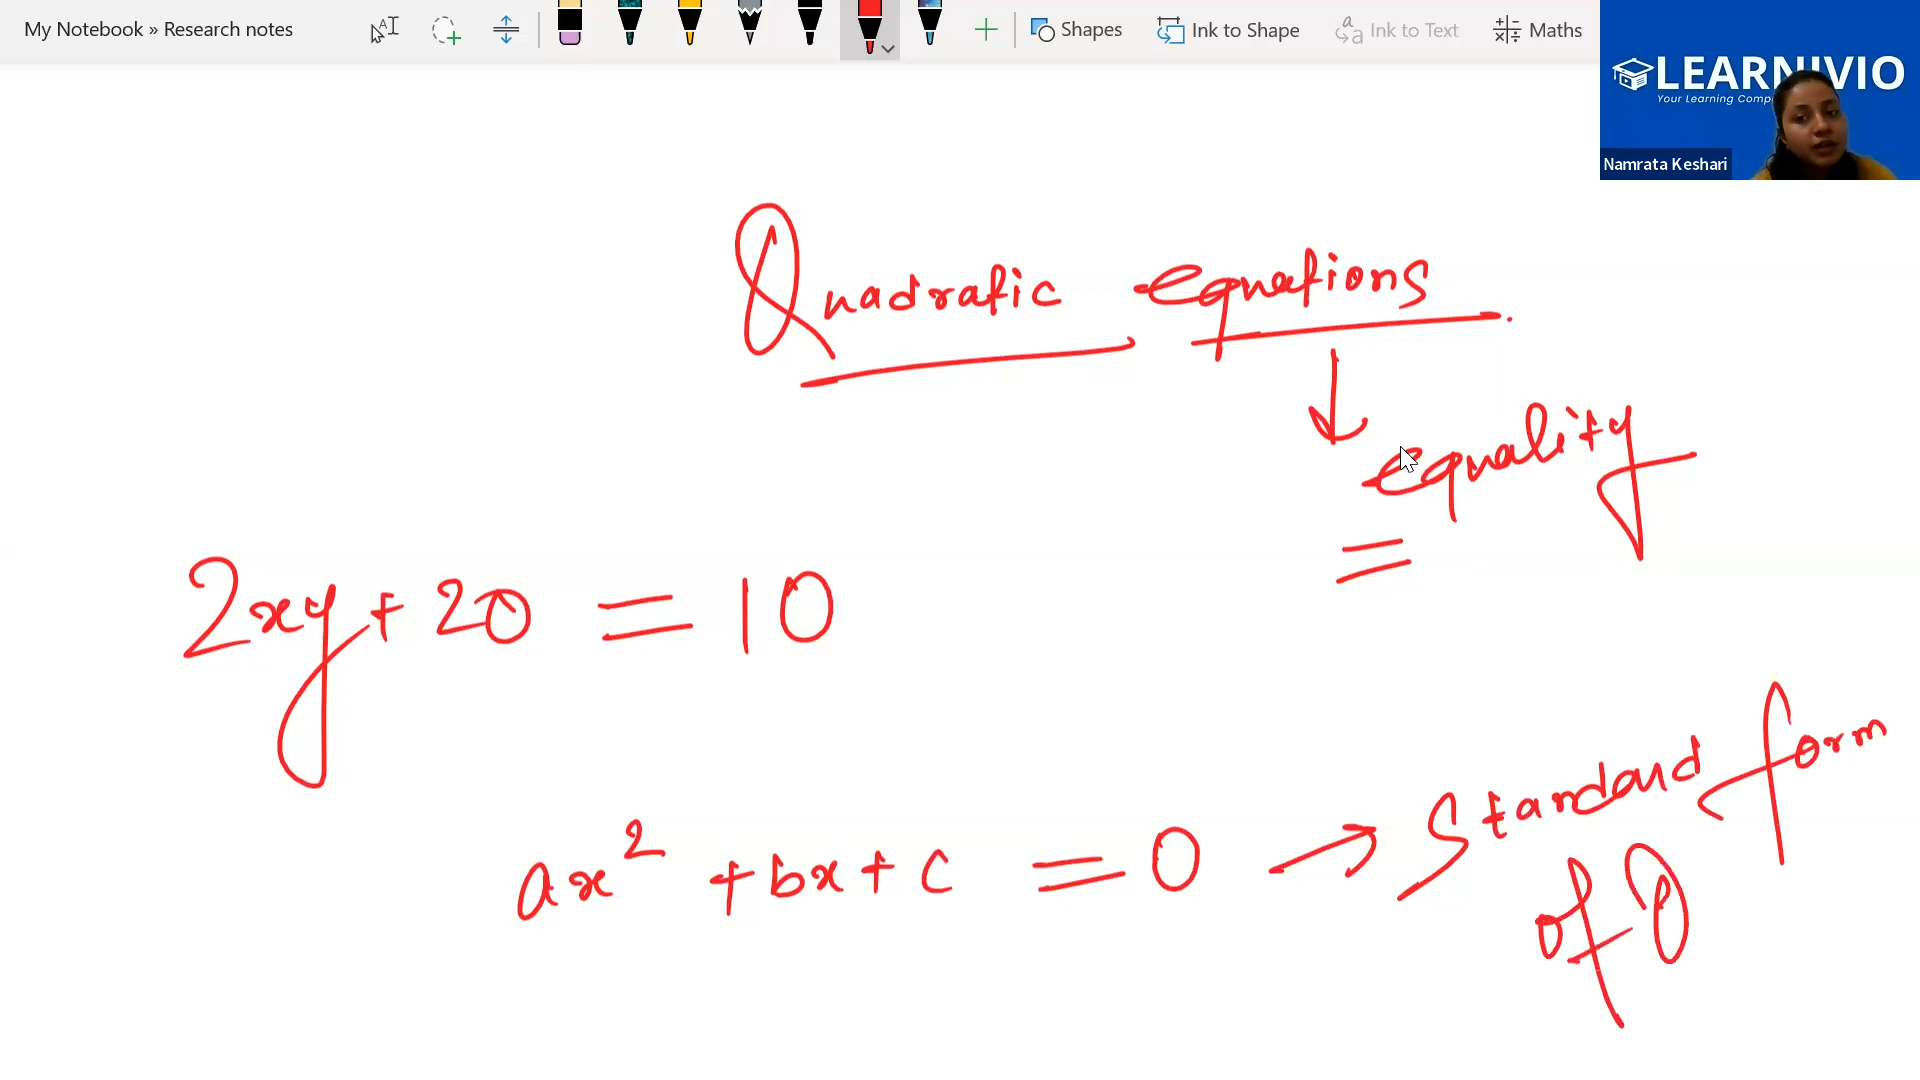 My Notebook » Research notes
Shapes
Ink to Shape
Ink to Text
Maths
LEARNIVIO
Your Learning Comp
Namrata Keshari
Quadratic equations
equality
=
2xy + 20 = 10
ax² + bx + c = 0 → Standard form
of